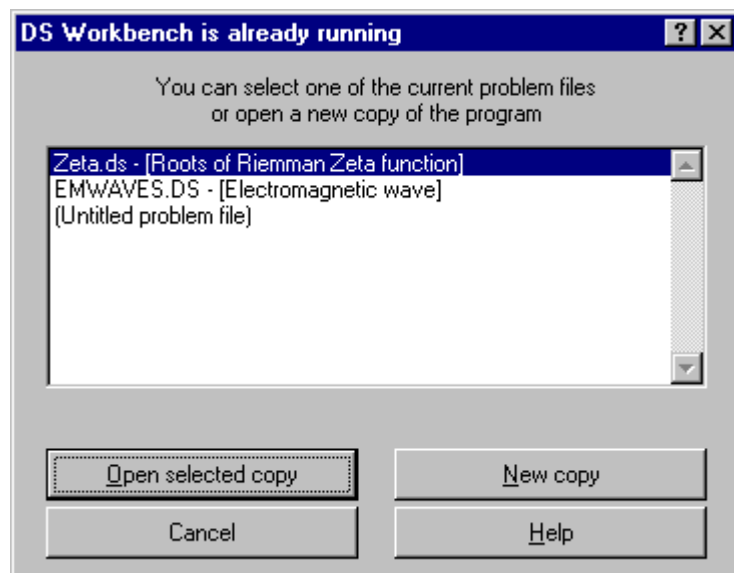 DS Workbench is already running
You can select one of the current problem files
or open a new copy of the program
Zeta.ds - [Roots of Riemman Zeta function]
EMWAVES.DS - [Electromagnetic wave]
(Untitled problem file)
Open selected copy
New copy
Cancel
Help